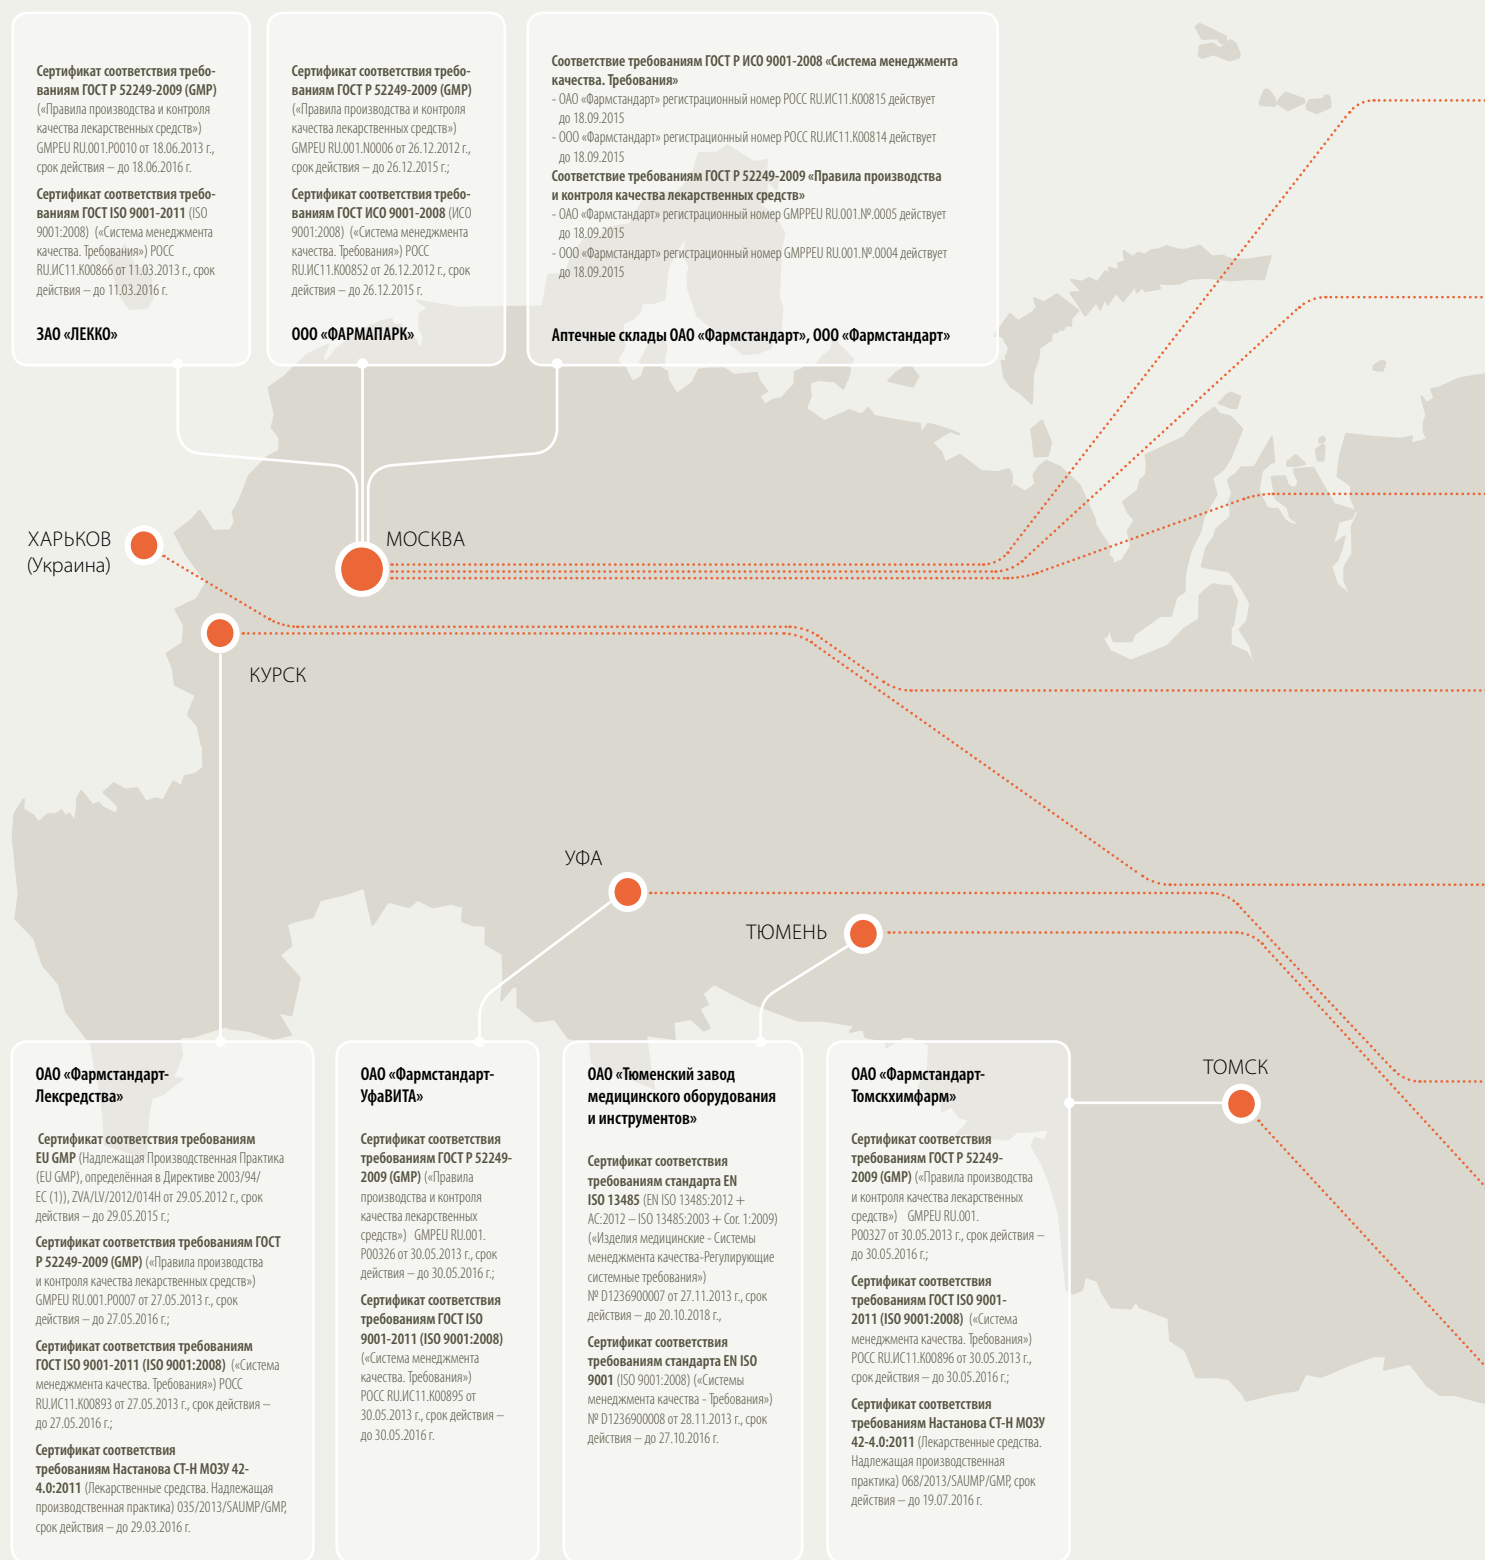 Сертификат соответствия требо-
ваниям ГОСТ Р 52249-2009 (GMP)
(«Правила производства и контроля
качества лекарственных средств»)
GMPEU RU.001.P0010 от 18.06.2013 г.,
срок действия – до 18.06.2016 г.
Сертификат соответствия требо-
ваниям ГОСТ ISO 9001-2011 (ISO
9001:2008) («Система менеджмента
качества. Требования») РОСС
RU.ИС11.К00866 от 11.03.2013 г., срок
действия – до 11.03.2016 г.
ЗАО «ЛЕККО»
Сертификат соответствия требо-
ваниям ГОСТ Р 52249-2009 (GMP)
(«Правила производства и контроля
качества лекарственных средств»)
GMPEU RU.001.N0006 от 26.12.2012 г.,
срок действия – до 26.12.2015 г.;
Сертификат соответствия требо-
ваниям ГОСТ ИСО 9001-2008 (ИСО
9001:2008) («Система менеджмента
качества. Требования») РОСС
RU.ИС11.К00852 от 26.12.2012 г., срок
действия – до 26.12.2015 г.
ООО «ФАРМАПАРК»
Соответствие требованиям ГОСТ Р ИСО 9001-2008 «Система менеджмента
качества. Требования»
- ОАО «Фармстандарт» регистрационный номер РОСС RU.ИС11.К00815 действует
до 18.09.2015
- ООО «Фармстандарт» регистрационный номер РОСС RU.ИС11.К00814 действует
до 18.09.2015
Соответствие требованиям ГОСТ Р 52249-2009 «Правила производства
и контроля качества лекарственных средств»
- ОАО «Фармстандарт» регистрационный номер GMPPEU RU.001.№.0005 действует
до 18.09.2015
- ООО «Фармстандарт» регистрационный номер GMPPEU RU.001.№.0004 действует
до 18.09.2015
Аптечные склады ОАО «Фармстандарт», ООО «Фармстандарт»
ХАРЬКОВ
(Украина)
МОСКВА
КУРСК
УФА
ТЮМЕНЬ
ТОМСК
ОАО «Фармстандарт-
Лексредства»
Сертификат соответствия требованиям
EU GMP (Надлежащая Производственная Практика
(EU GMP), определённая в Директиве 2003/94/
ЕС (1)), ZVA/LV/2012/014H от 29.05.2012 г., срок
действия – до 29.05.2015 г.;
Сертификат соответствия требованиям ГОСТ
Р 52249-2009 (GMP) («Правила производства
и контроля качества лекарственных средств»)
GMPEU RU.001.P0007 от 27.05.2013 г., срок
действия – до 27.05.2016 г.;
Сертификат соответствия требованиям
ГОСТ ISO 9001-2011 (ISO 9001:2008) («Система
менеджмента качества. Требования») РОСС
RU.ИС11.К00893 от 27.05.2013 г., срок действия –
до 27.05.2016 г.;
Сертификат соответствия
требованиям Настанова СТ-Н МОЗУ 42-
4.0:2011 (Лекарственные средства. Надлежащая
производственная практика) 035/2013/SAUMP/GMP,
срок действия – до 29.03.2016 г.
ОАО «Фармстандарт-
УфаВИТА»
Сертификат соответствия
требованиям ГОСТ Р 52249-
2009 (GMP) («Правила
производства и контроля
качества лекарственных
средств») GMPEU RU.001.
P00326 от 30.05.2013 г., срок
действия – до 30.05.2016 г.;
Сертификат соответствия
требованиям ГОСТ ISO
9001-2011 (ISO 9001:2008)
(«Система менеджмента
качества. Требования»)
РОСС RU.ИС11.К00895 от
30.05.2013 г., срок действия –
до 30.05.2016 г.
ОАО «Тюменский завод
медицинского оборудования
и инструментов»
Сертификат соответствия
требованиям стандарта EN
ISO 13485 (EN ISO 13485:2012 +
AC:2012 – ISO 13485:2003 + Cor. 1:2009)
(«Изделия медицинские - Системы
менеджмента качества-Регулирующие
системные требования»)
№ D1236900007 от 27.11.2013 г., срок
действия – до 20.10.2018 г.,
Сертификат соответствия
требованиям стандарта EN ISO
9001 (ISO 9001:2008) («Системы
менеджмента качества - Требования»)
№ D1236900008 от 28.11.2013 г., срок
действия – до 27.10.2016 г.
ОАО «Фармстандарт-
Томскхимфарм»
Сертификат соответствия
требованиям ГОСТ Р 52249-
2009 (GMP) («Правила производства
и контроля качества лекарственных
средств») GMPEU RU.001.
P00327 от 30.05.2013 г., срок действия –
до 30.05.2016 г.;
Сертификат соответствия
требованиям ГОСТ ISO 9001-
2011 (ISO 9001:2008) («Система
менеджмента качества. Требования»)
РОСС RU.ИС11.К00896 от 30.05.2013 г.,
срок действия – до 30.05.2016 г.;
Сертификат соответствия
требованиям Настанова СТ-Н МОЗУ
42-4.0:2011 (Лекарственные средства.
Надлежащая производственная
практика) 068/2013/SAUMP/GMP, срок
действия – до 19.07.2016 г.